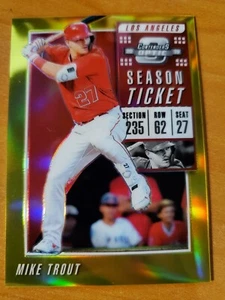 LOS ANGELES
CONTENDERS
OPTIC
SEASON
TICKET
SECTION ROW SEAT
235 62 27
27
MIKE TROUT